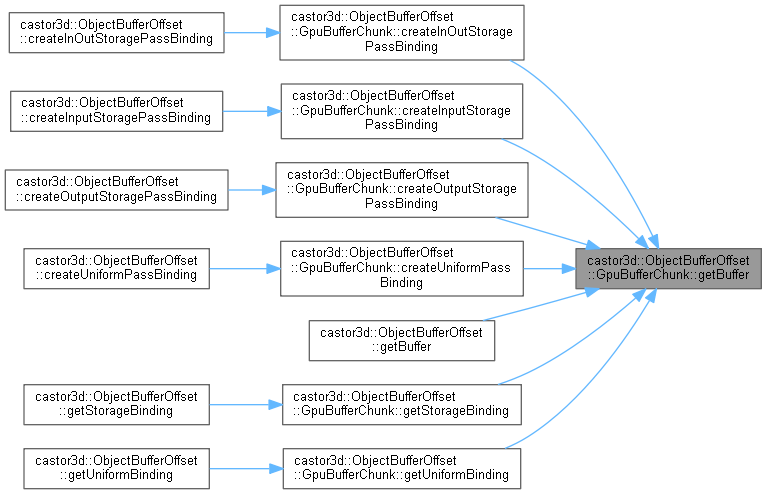 castor3d::ObjectBufferOffset
::createInOutStoragePassBinding
castor3d::ObjectBufferOffset
::GpuBufferChunk::createInOutStorage
PassBinding
castor3d::ObjectBufferOffset
::createInputStoragePassBinding
castor3d::ObjectBufferOffset
::GpuBufferChunk::createInputStorage
PassBinding
castor3d::ObjectBufferOffset
::createOutputStoragePassBinding
castor3d::ObjectBufferOffset
::GpuBufferChunk::createOutputStorage
PassBinding
castor3d::ObjectBufferOffset
::createUniformPassBinding
castor3d::ObjectBufferOffset
::GpuBufferChunk::createUniformPass
Binding
castor3d::ObjectBufferOffset
::GpuBufferChunk::getBuffer
castor3d::ObjectBufferOffset
::getBuffer
castor3d::ObjectBufferOffset
::getStorageBinding
castor3d::ObjectBufferOffset
::GpuBufferChunk::getStorageBinding
castor3d::ObjectBufferOffset
::getUniformBinding
castor3d::ObjectBufferOffset
::GpuBufferChunk::getUniformBinding